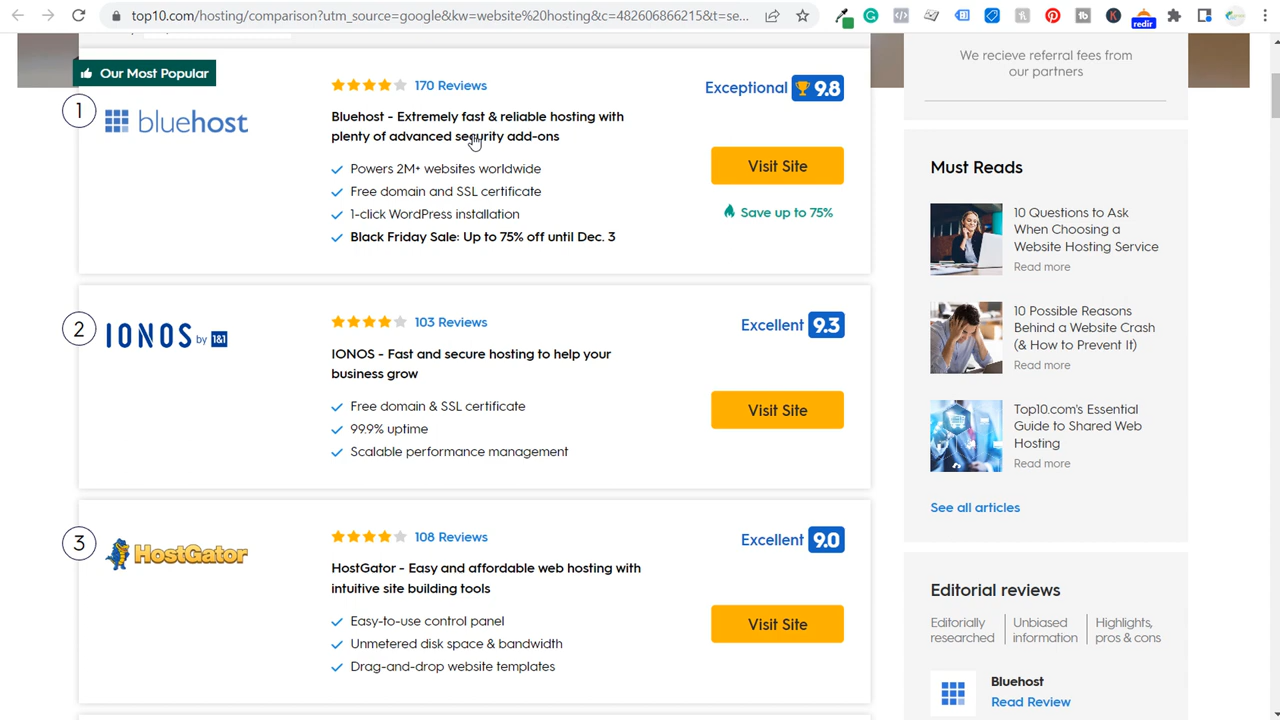 top10.com/hosting/comparison?utm_source=google&kw=website%20hosting&c=482606866215&t=se...
redir
Our Most Popular
1
bluehost
170 Reviews
Bluehost - Extremely fast & reliable hosting with
plenty of advanced security add-ons
Powers 2M+ websites worldwide
Free domain and SSL certificate
1-click WordPress installation
Black Friday Sale: Up to 75% off until Dec. 3
Exceptional 9.8
Visit Site
Save up to 75%
2
IONOS by 1&1
103 Reviews
IONOS - Fast and secure hosting to help your
business grow
Free domain & SSL certificate
99.9% uptime
Scalable performance management
Excellent 9.3
Visit Site
3
HostGator
108 Reviews
HostGator - Easy and affordable web hosting with
intuitive site building tools
Easy-to-use control panel
Unmetered disk space & bandwidth
Drag-and-drop website templates
Excellent 9.0
Visit Site
We recieve referral fees from
our partners
Must Reads
10 Questions to Ask
When Choosing a
Website Hosting Service
Read more
10 Possible Reasons
Behind a Website Crash
(& How to Prevent It)
Read more
Top10.com's Essential
Guide to Shared Web
Hosting
Read more
See all articles
Editorial reviews
Editorially
researched
Unbiased
information
Highlights,
pros & cons
Bluehost
Read Review